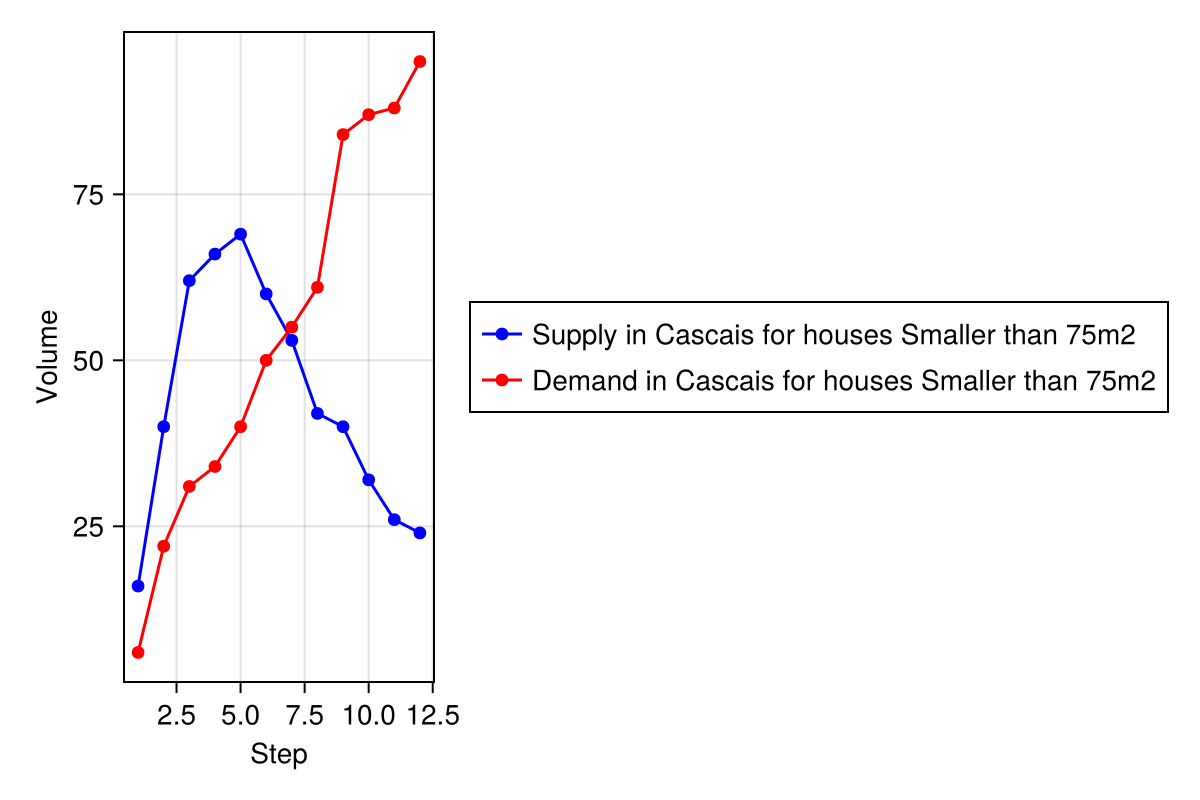 75
50
25
Volume
2.5 5.0 7.5 10.0 12.5
Step
Supply in Cascais for houses Smaller than 75m2
Demand in Cascais for houses Smaller than 75m2